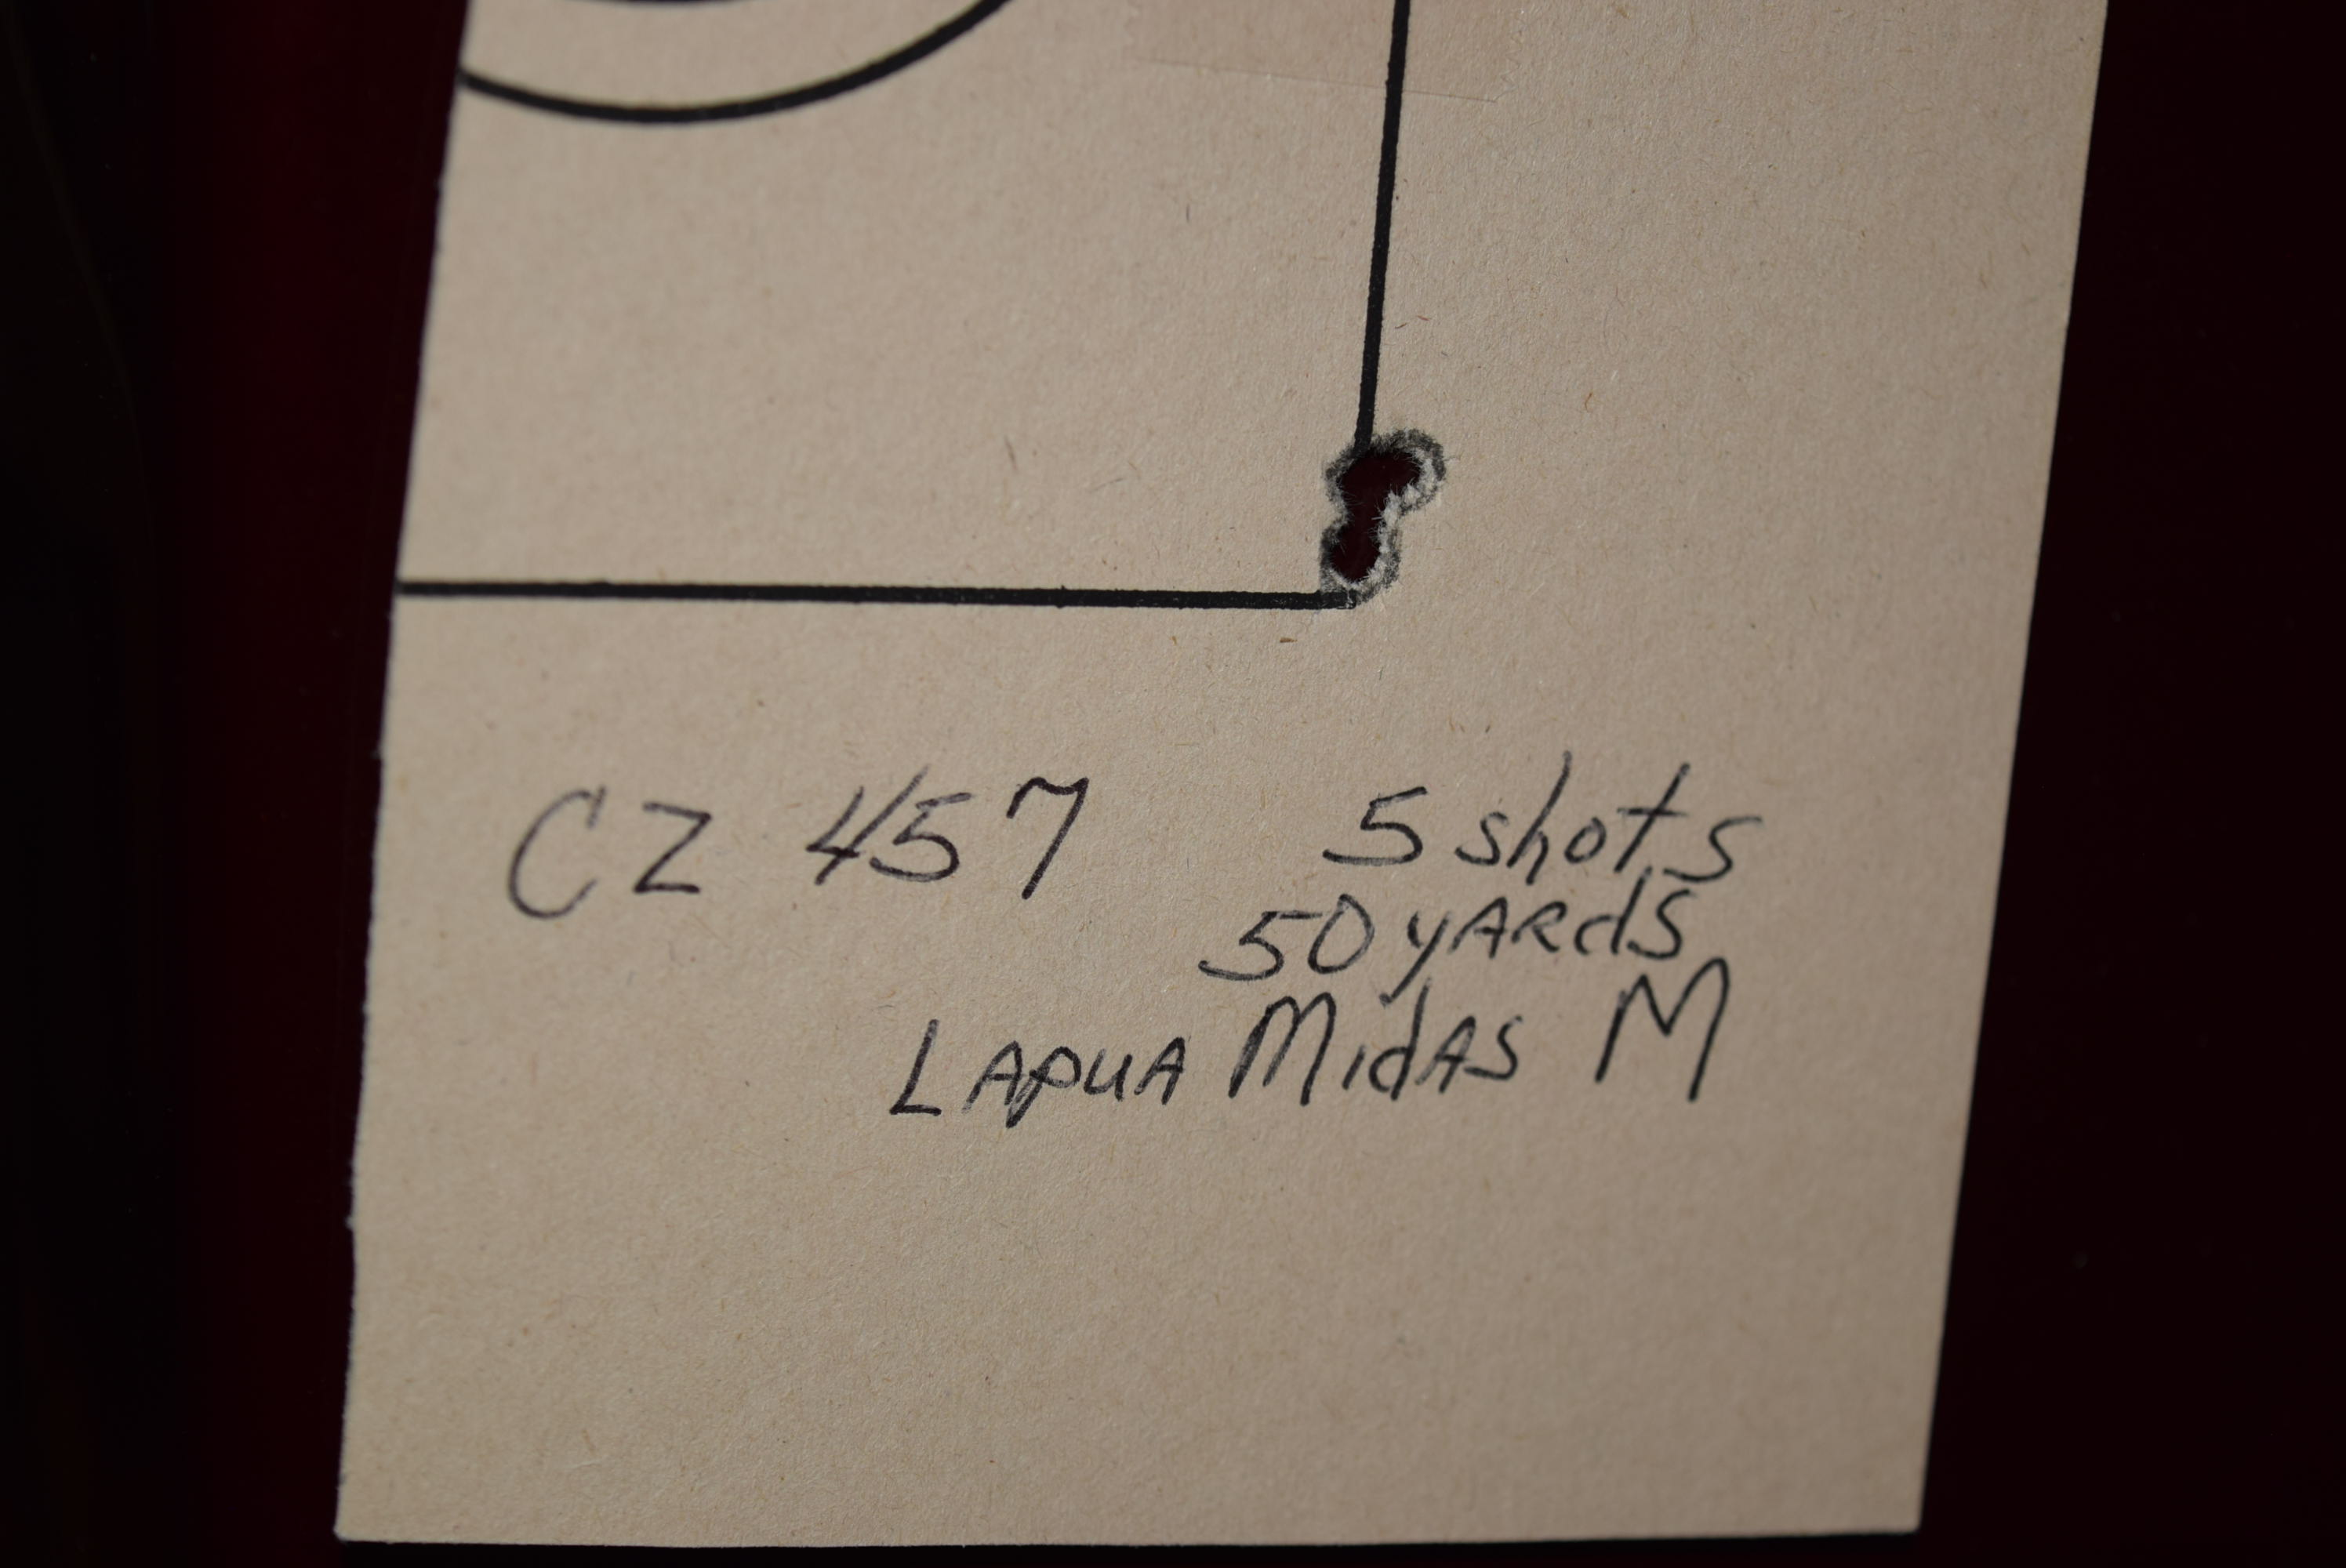 CZ 457
5 shots
50 yARds
LApuA MidAs M